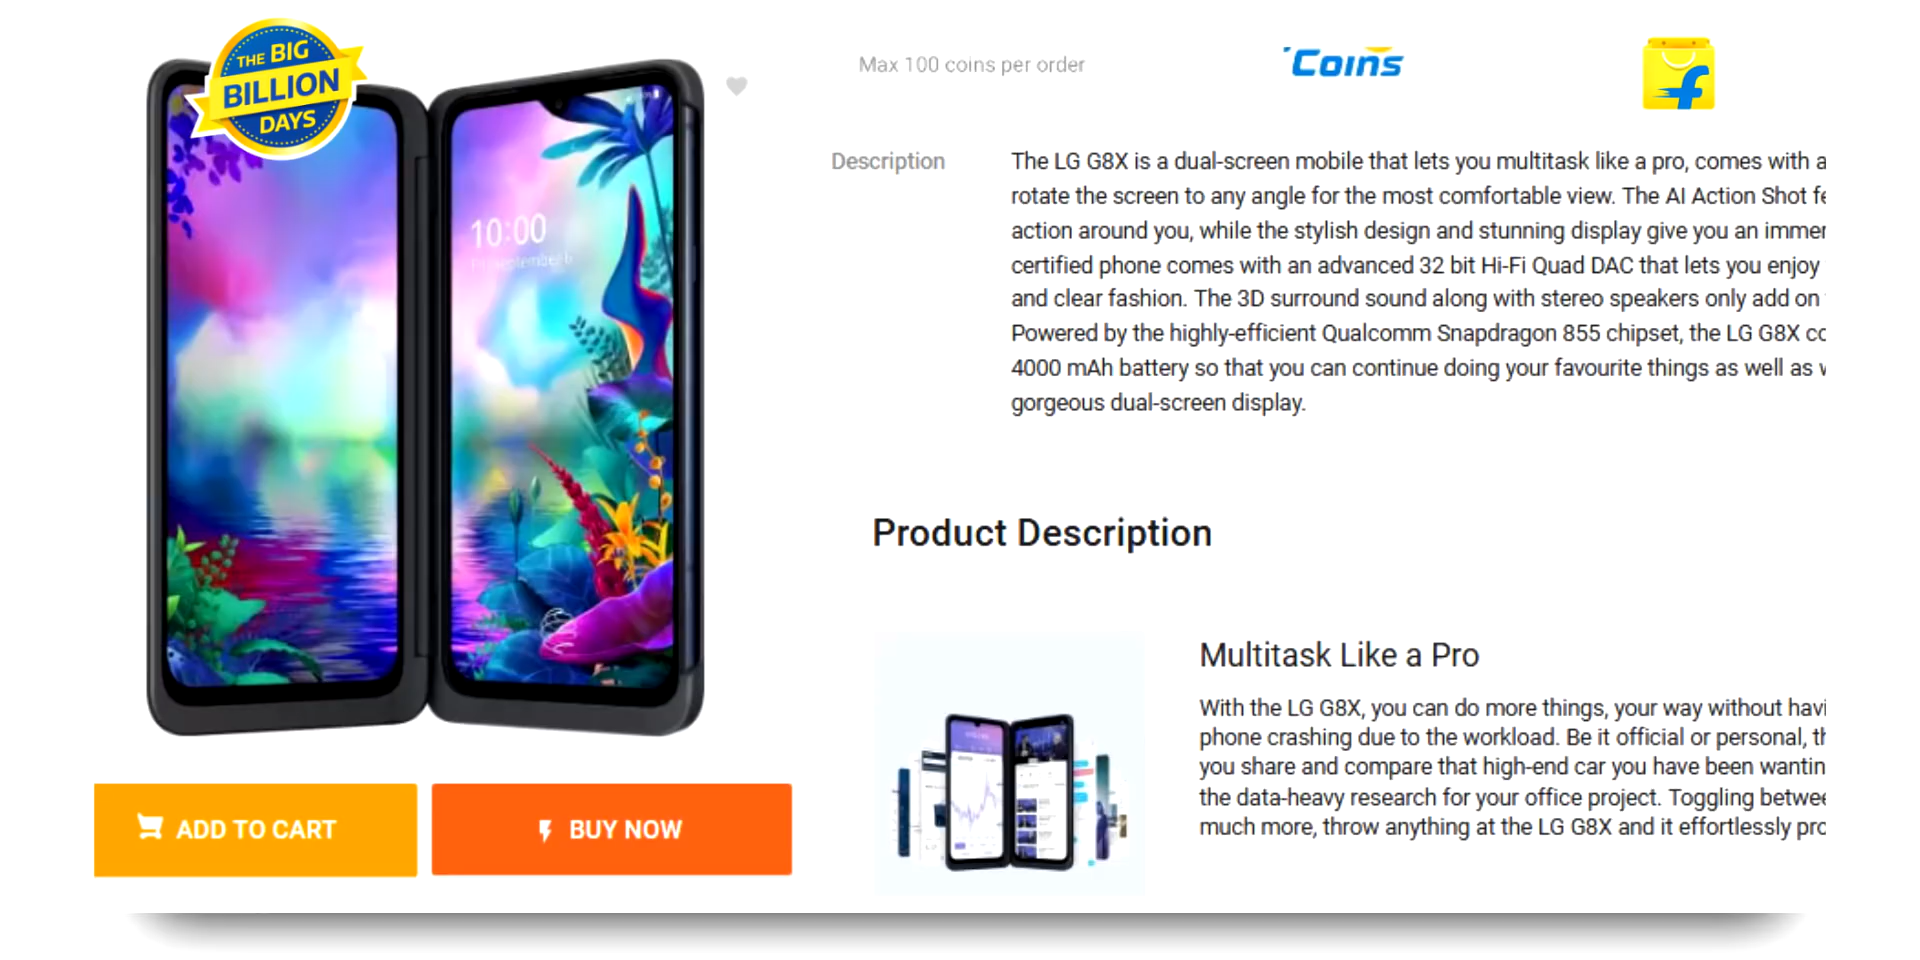 THE BIG
BILLION
DAYS
10:00
Max 100 coins per order
Coins
f
Description
The LG G8X is a dual-screen mobile that lets you multitask like a pro, comes with a
rotate the screen to any angle for the most comfortable view. The AI Action Shot
action around you, while the stylish design and stunning display give you an
certified phone comes with an advanced 32 bit Hi-Fi Quad DAC that lets you enjoy
and clear fashion. The 3D surround sound along with stereo speakers only add on
Powered by the highly-efficient Qualcomm Snapdragon 855 chipset, the LG G8X
4000 mAh battery so that you can continue doing your favourite things as well as
gorgeous dual-screen display.
Product Description
Multitask Like a Pro
With the LG G8X, you can do more things, your way without
phone crashing due to the workload. Be it official or personal,
you share and compare that high-end car you have been
the data-heavy research for your office project. Toggling
much more, throw anything at the LG G8X and it effortlessly
ADD TO CART
BUY NOW